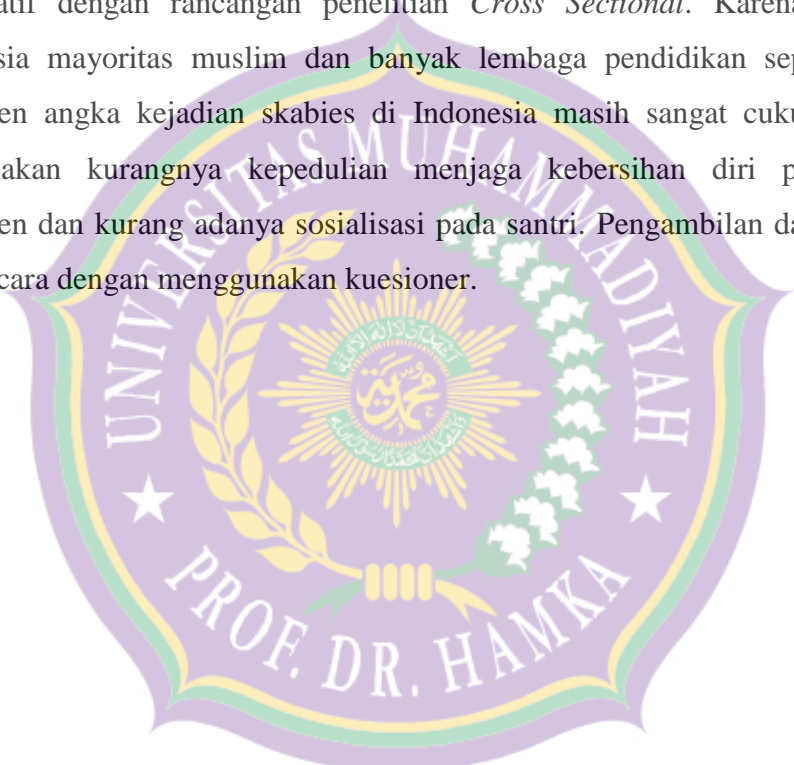 atif dengan rancangan penelitian Cross Sectional. Karena
sia mayoritas muslim dan banyak lembaga pendidikan sep
en angka kejadian skabies di Indonesia masih sangat cuku
akan kurangnya kepedulian menjaga kebersihan diri p
en dan kurang adanya sosialisasi pada santri. Pengambilan da
cara dengan menggunakan kuesioner.
UNIVERSITAS MUHAMMADIYAH
PROF. DR. HAMKA
محمدية